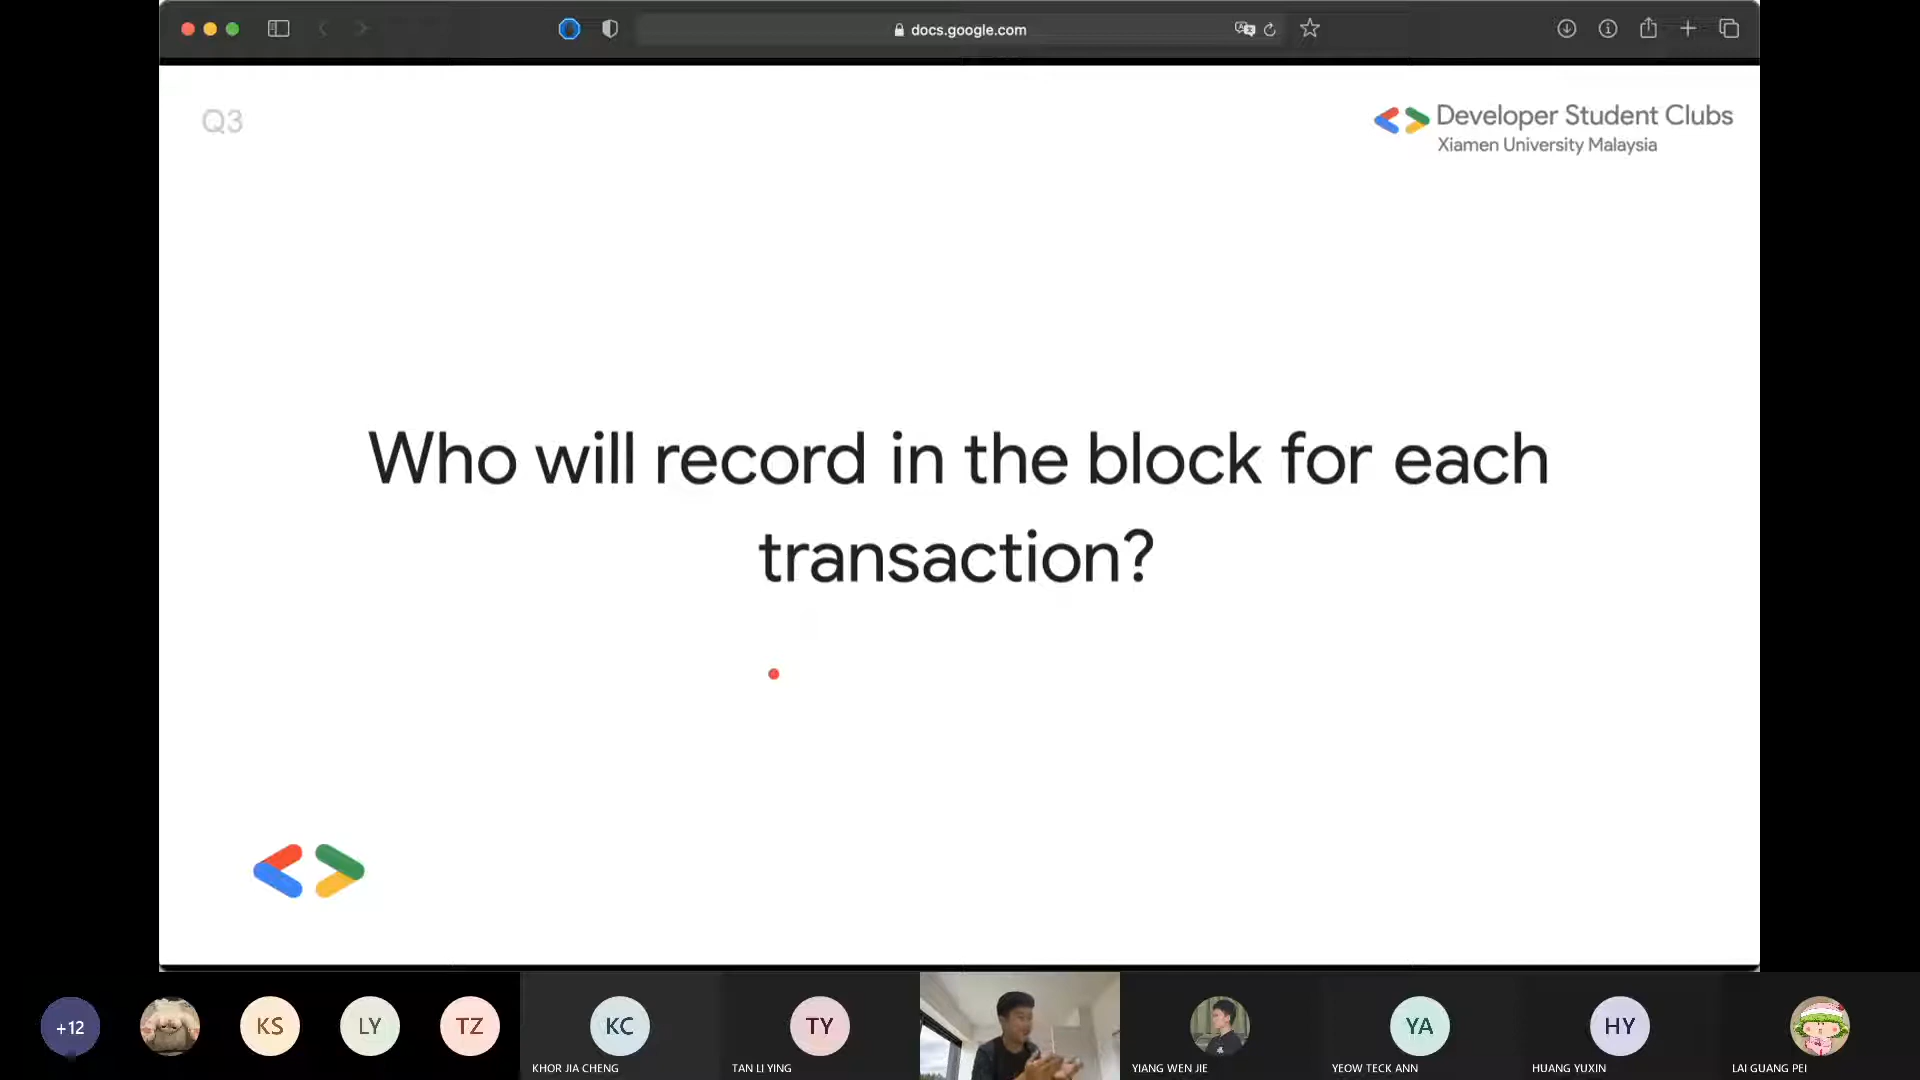 docs.google.com
Q3
Developer Student Clubs
Xiamen University Malaysia
Who will record in the block for each
transaction?
+12
KS
LY
TZ
KC
TY
YA
HY
KHOR JIA CHENG
TAN LI YING
YIANG WEN JIE
YEOW TECK ANN
HUANG YUXIN
LAI GUANG PEI